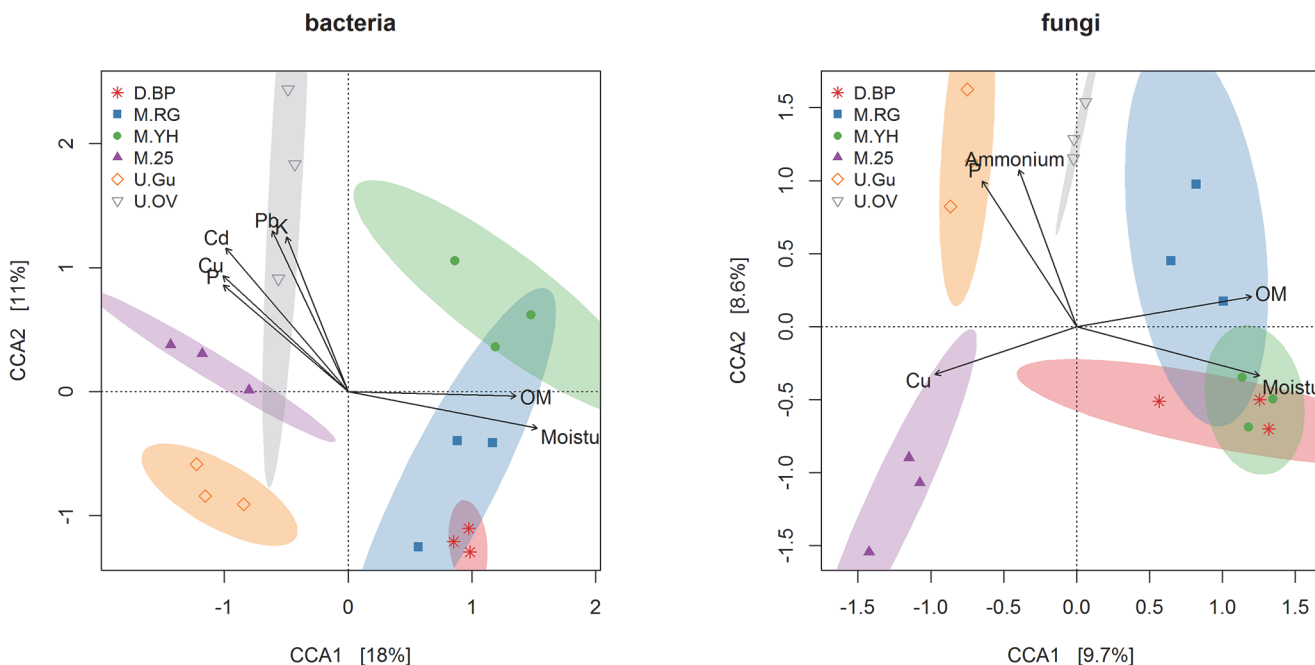 bacteria
D.BP
M.RG
M.YH
M.25
U.Gu
U.OV
Pb
K
Cd
Cu
P
OM
Moistu
CCA2 [11%]
2
1
0
-1
-1
0
1
2
CCA1 [18%]
fungi
D.BP
M.RG
M.YH
M.25
U.Gu
U.OV
Ammonium
P
OM
Cu
Moistu
CCA2 [8.6%]
1.5
1.0
0.5
0.0
-0.5
-1.0
-1.5
-1.5
-1.0
-0.5
0.0
0.5
1.0
1.5
CCA1 [9.7%]